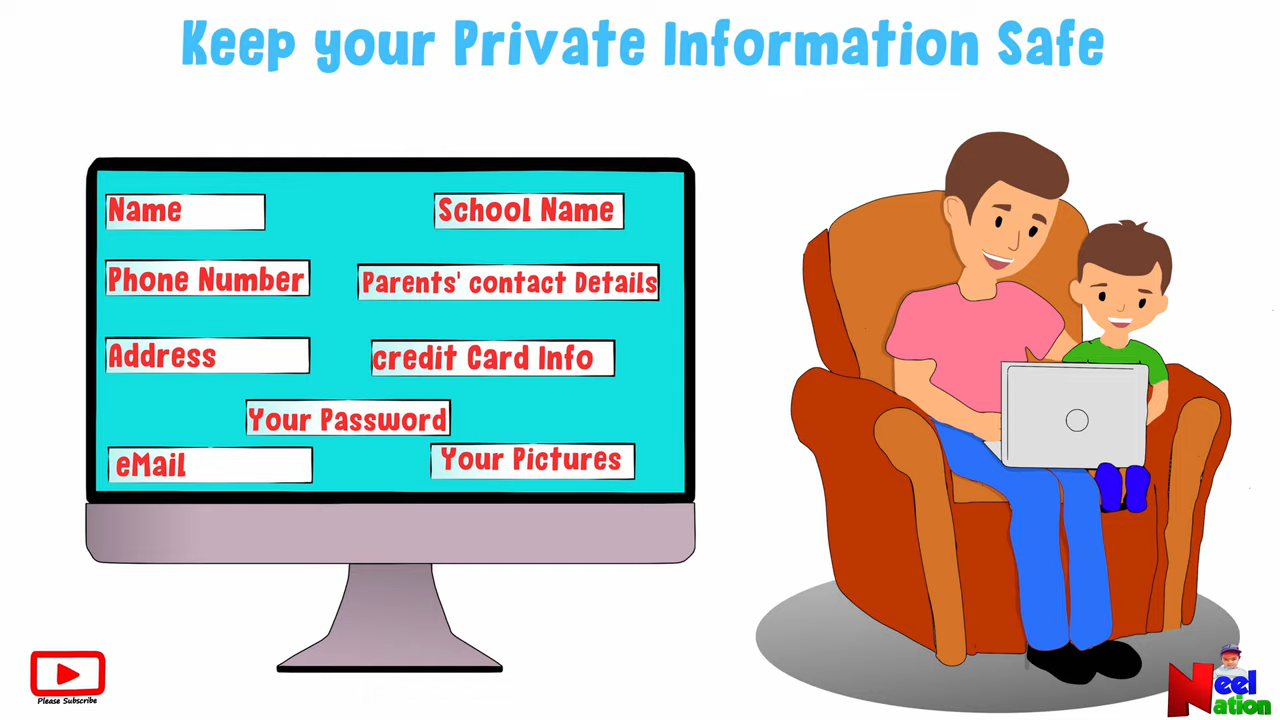 Keep your Private Information Safe
Name
School Name
Phone Number
Parents' contact Details
Address
credit Card Info
Your Password
eMail
Your Pictures
Please Subscribe
Neel
Nation